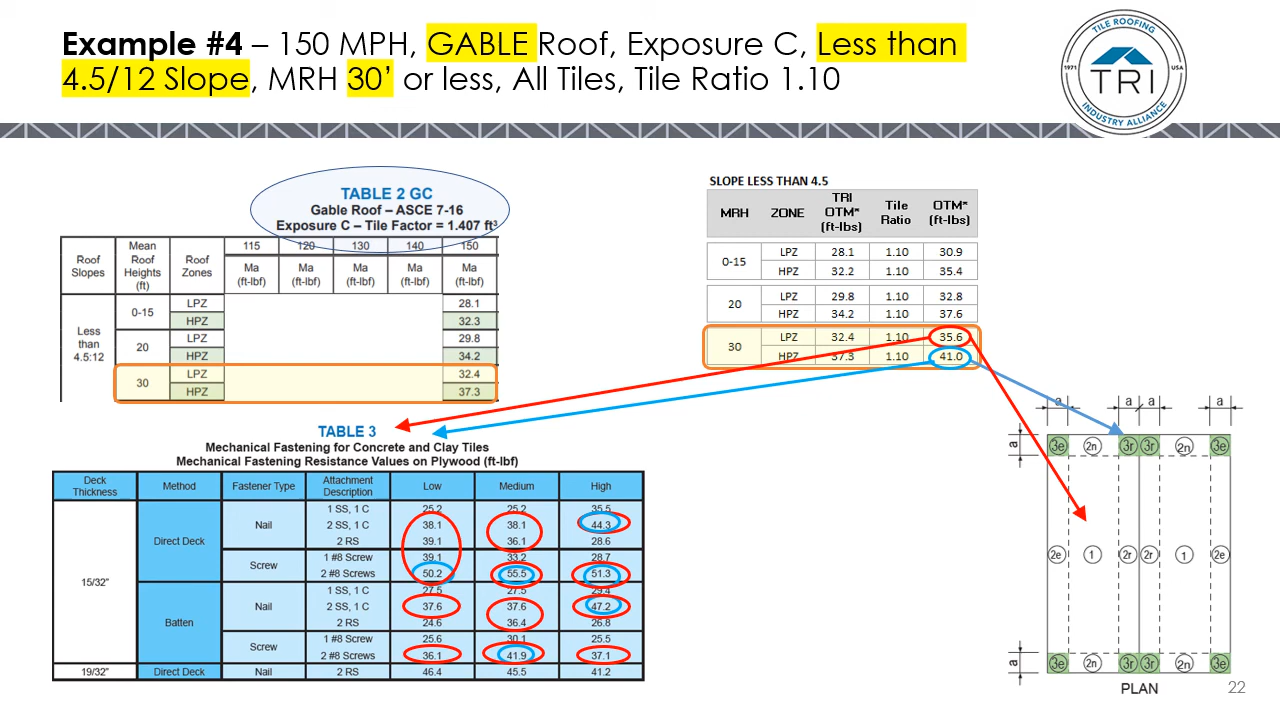 Example #4 – 150 MPH, GABLE Roof, Exposure C, Less than
4.5/12 Slope, MRH 30’ or less, All Tiles, Tile Ratio 1.10
TILE ROOFING
1971 TRI USA
INDUSTRY ALLIANCE
TABLE 2 GC
Gable Roof – ASCE 7-16
Exposure C – Tile Factor = 1.407 ft³
Roof Slopes Mean Roof Heights (ft) Roof Zones 115 120 130 140 150
Ma (ft-lbf) Ma (ft-lbf) Ma (ft-lbf) Ma (ft-lbf) Ma (ft-lbf)
Less than 4.5:12
0-15 LPZ 28.1
HPZ 32.3
20 LPZ 29.8
HPZ 34.2
30 LPZ 32.4
HPZ 37.3
SLOPE LESS THAN 4.5
MRH ZONE TRI OTM* (ft-lbs) Tile Ratio OTM* (ft-lbs)
0-15 LPZ 28.1 1.10 30.9
HPZ 32.2 1.10 35.4
20 LPZ 29.8 1.10 32.8
HPZ 34.2 1.10 37.6
30 LPZ 32.4 1.10 35.6
HPZ 37.3 1.10 41.0
TABLE 3
Mechanical Fastening for Concrete and Clay Tiles
Mechanical Fastening Resistance Values on Plywood (ft-lbf)
Deck Thickness Method Fastener Type Attachment Description Low Medium High
15/32” Direct Deck Nail 1 SS, 1 C 25.2 25.2 35.5
2 SS, 1 C 38.1 38.1 44.3
2 RS 39.1 36.1 28.6
Screw 1 #8 Screw 39.1 33.2 28.7
2 #8 Screws 50.2 55.5 51.3
Batten Nail 1 SS, 1 C 27.5 27.5 29.4
2 SS, 1 C 37.6 37.6 47.2
2 RS 24.6 36.4 26.8
Screw 1 #8 Screw 25.6 30.1 25.5
2 #8 Screws 36.1 41.9 37.1
19/32” Direct Deck Nail 2 RS 46.4 45.5 41.2
a a a a
a 3e 2n 3r 3r 2n 3e
2e 1 2r 2r 1 2e
a 3e 2n 3r 3r 2n 3e
PLAN
22